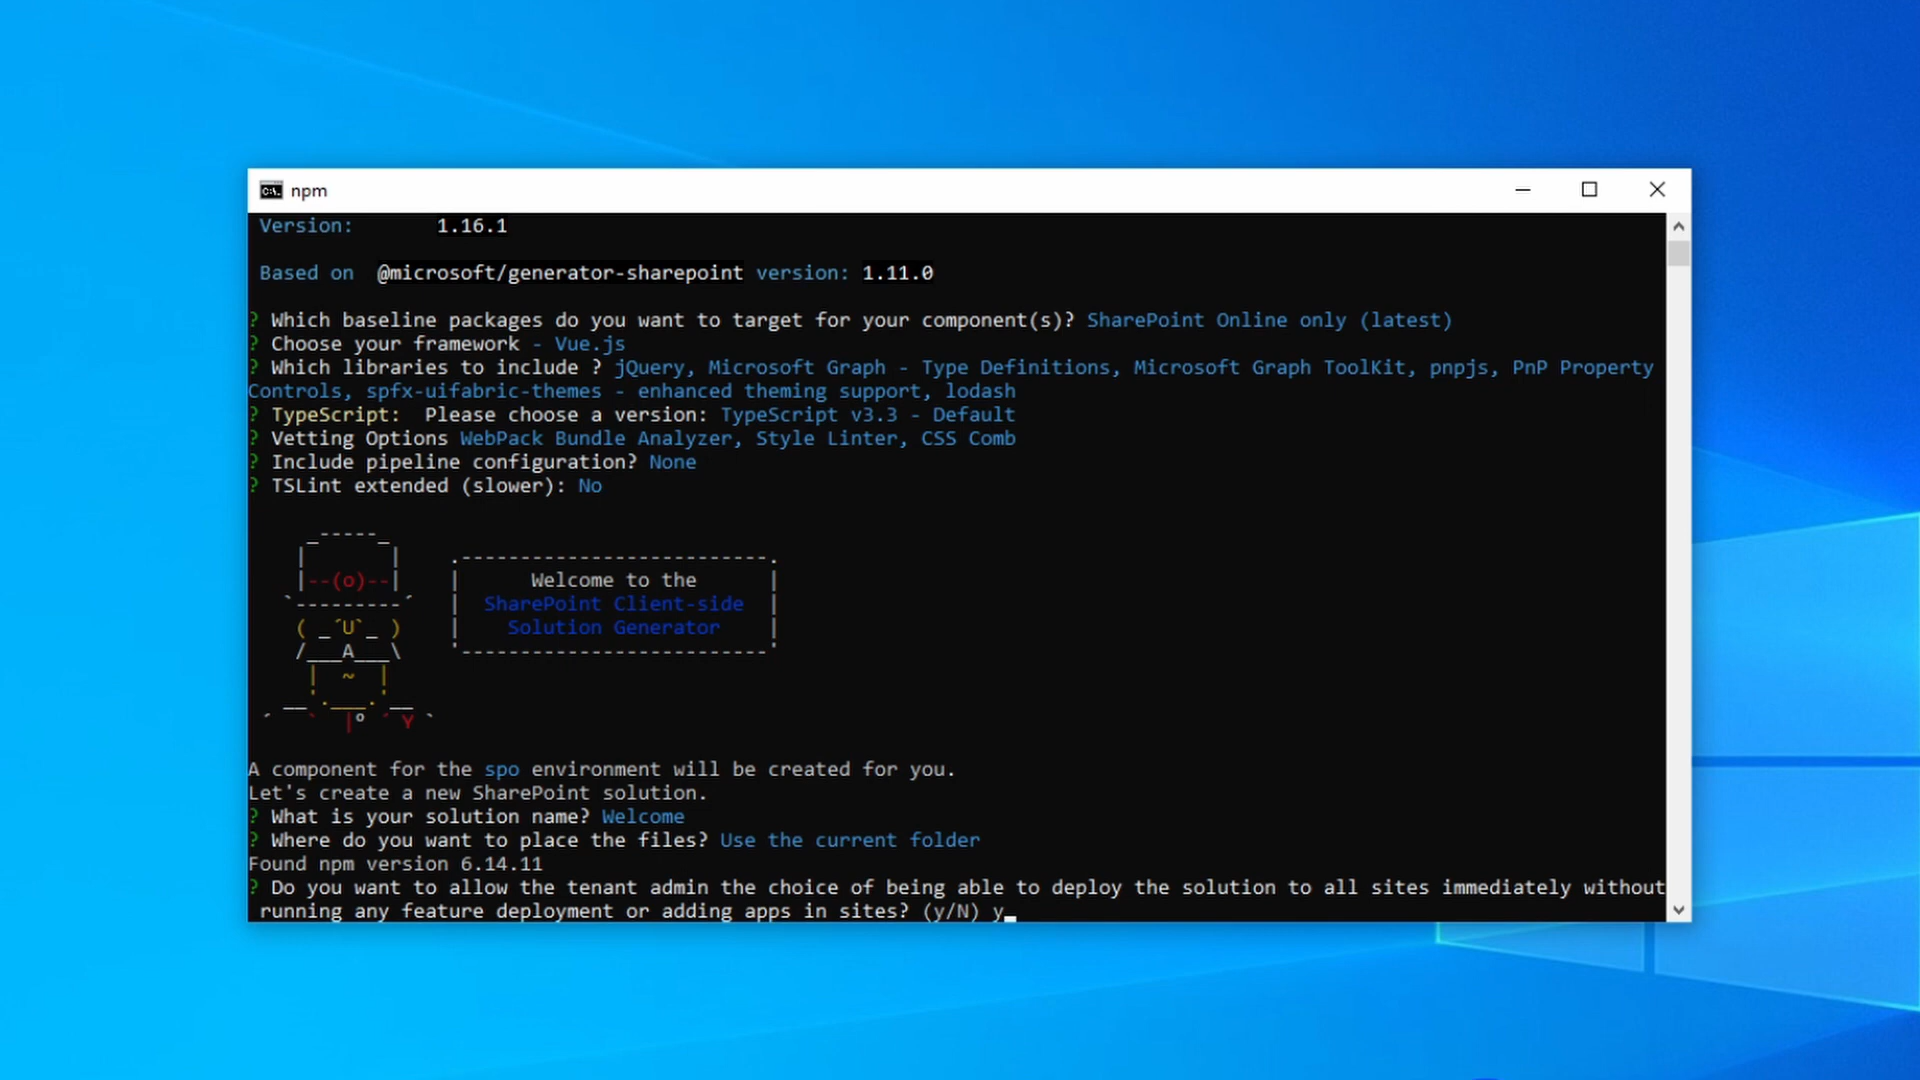 npm
Version: 1.16.1
Based on @microsoft/generator-sharepoint version: 1.11.0
? Which baseline packages do you want to target for your component(s)? SharePoint Online only (latest)
? Choose your framework - Vue.js
? Which libraries to include ? jQuery, Microsoft Graph - Type Definitions, Microsoft Graph ToolKit, pnpjs, PnP Property
Controls, spfx-uifabric-themes - enhanced theming support, lodash
? TypeScript: Please choose a version: TypeScript v3.3 - Default
? Vetting Options WebPack Bundle Analyzer, Style Linter, CSS Comb
? Include pipeline configuration? None
? TSLint extended (slower): No
Welcome to the
SharePoint Client-side
Solution Generator
A component for the spo environment will be created for you.
Let's create a new SharePoint solution.
? What is your solution name? Welcome
? Where do you want to place the files? Use the current folder
Found npm version 6.14.11
? Do you want to allow the tenant admin the choice of being able to deploy the solution to all sites immediately without
running any feature deployment or adding apps in sites? (y/N) y